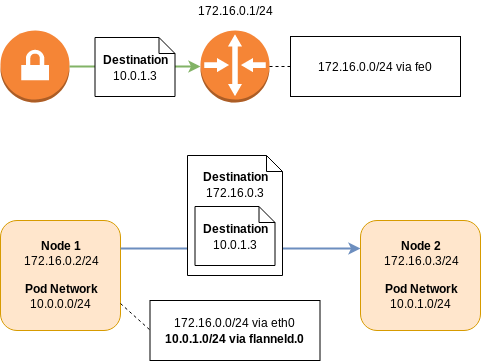 172.16.0.1/24
Destination
10.0.1.3
172.16.0.0/24 via fe0
Destination
172.16.0.3
Destination
10.0.1.3
Node 1
172.16.0.2/24
Pod Network
10.0.0.0/24
Node 2
172.16.0.3/24
Pod Network
10.0.1.0/24
172.16.0.0/24 via eth0
10.0.1.0/24 via flanneld.0